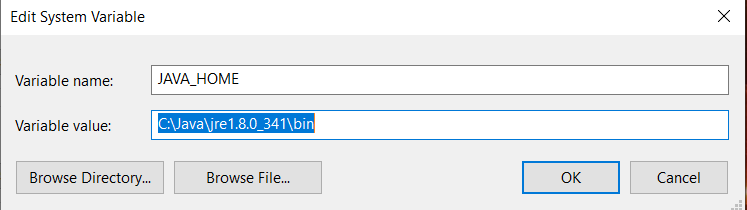 Edit System Variable
Variable name: JAVA_HOME
Variable value: C:\Java\jre1.8.0_341\bin
Browse Directory... Browse File... OK Cancel